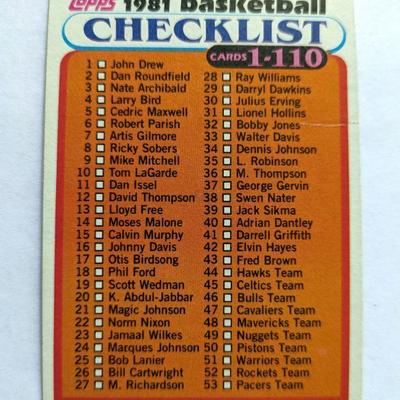 Topps 1981 basketball
CHECKLIST
CARDS 1-110
1 John Drew
2 Dan Roundfield
3 Nate Archibald
4 Larry Bird
5 Cedric Maxwell
6 Robert Parish
7 Artis Gilmore
8 Ricky Sobers
9 Mike Mitchell
10 Tom LaGarde
11 Dan Issel
12 David Thompson
13 Lloyd Free
14 Moses Malone
15 Calvin Murphy
16 Johnny Davis
17 Otis Birdsong
18 Phil Ford
19 Scott Wedman
20 K. Abdul-Jabbar
21 Magic Johnson
22 Norm Nixon
23 Jamaal Wilkes
24 Marques Johnson
25 Bob Lanier
26 Bill Cartwright
27 M. Richardson
28 Ray Williams
29 Darryl Dawkins
30 Julius Erving
31 Lionel Hollins
32 Bobby Jones
33 Walter Davis
34 Dennis Johnson
35 L. Robinson
36 M. Thompson
37 George Gervin
38 Swen Nater
39 Jack Sikma
40 Adrian Dantley
41 Darrell Griffith
42 Elvin Hayes
43 Fred Brown
44 Hawks Team
45 Celtics Team
46 Bulls Team
47 Cavaliers Team
48 Mavericks Team
49 Nuggets Team
50 Pistons Team
51 Warriors Team
52 Rockets Team
53 Pacers Team